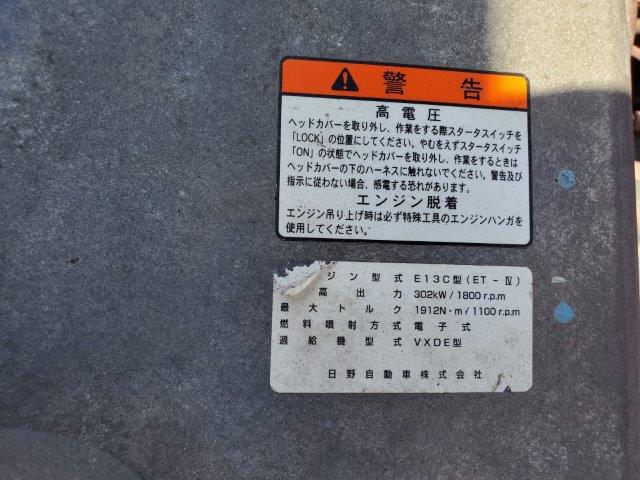 警告
高電圧
ヘッドカバーを取り外し、作業をする際スタータスイッチを
「LOCK」の位置にしてください。やむをえずスタータスイッチ
「ON」の状態でヘッドカバーを取り外し、作業をするときは
ヘッドカバーの下のハーネスに触れないでください。警告及び
指示に従わない場合、感電する恐れがあります。
エンジン脱着
エンジン吊り上げ時は必ず特殊工具のエンジンハンガを
使用してください。
ジン型式 E13C型(ET-Ⅳ)
高出力 302kW/1800r.p.m
最大トルク 1912N・m/1100r.p.m
燃料噴射方式 電子式
過給機型式 VXDE型
日野自動車株式会社